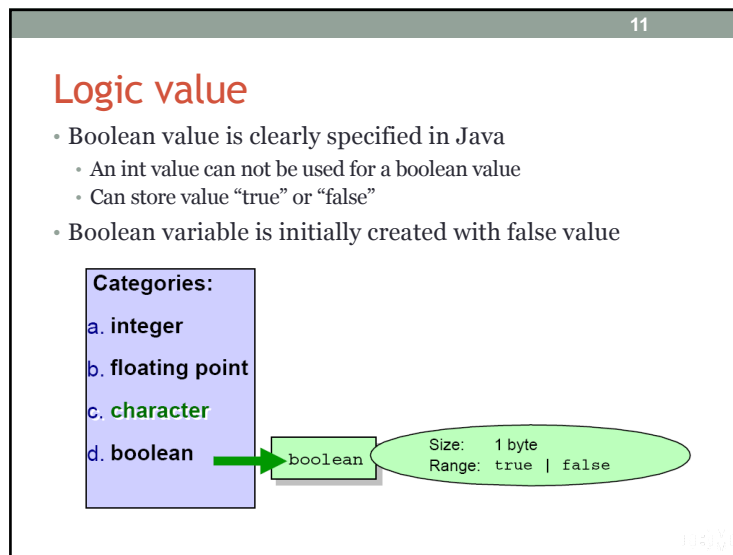 11
Logic value
• Boolean value is clearly specified in Java
• An int value can not be used for a boolean value
• Can store value “true” or “false”
• Boolean variable is initially created with false value
Categories:
a. integer
b. floating point
c. character
d. boolean
boolean
Size: 1 byte
Range: true | false